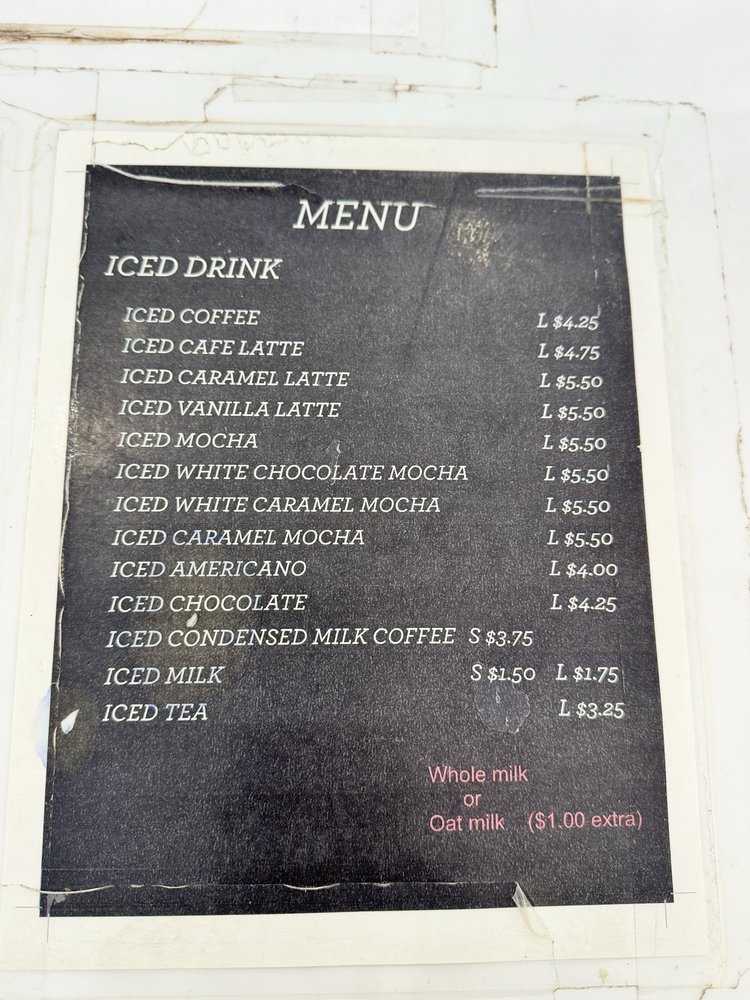 MENU
ICED DRINK
ICED COFFEE L $4.25
ICED CAFE LATTE L $4.75
ICED CARAMEL LATTE L $5.50
ICED VANILLA LATTE L $5.50
ICED MOCHA L $5.50
ICED WHITE CHOCOLATE MOCHA L $5.50
ICED WHITE CARAMEL MOCHA L $5.50
ICED CARAMEL MOCHA L $5.50
ICED AMERICANO L $4.00
ICED CHOCOLATE L $4.25
ICED CONDENSED MILK COFFEE S $3.75
ICED MILK S $1.50 L $1.75
ICED TEA L $3.25
Whole milk
or
Oat milk ($1.00 extra)